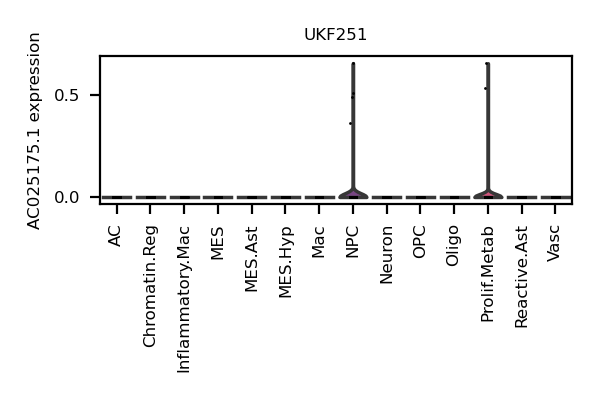 UKF251
AC025175.1 expression
0.5
0.0
AC
Chromatin.Reg
Inflammatory.Mac
MES
MES.Ast
MES.Hyp
Mac
NPC
Neuron
OPC
Oligo
Prolif.Metab
Reactive.Ast
Vasc